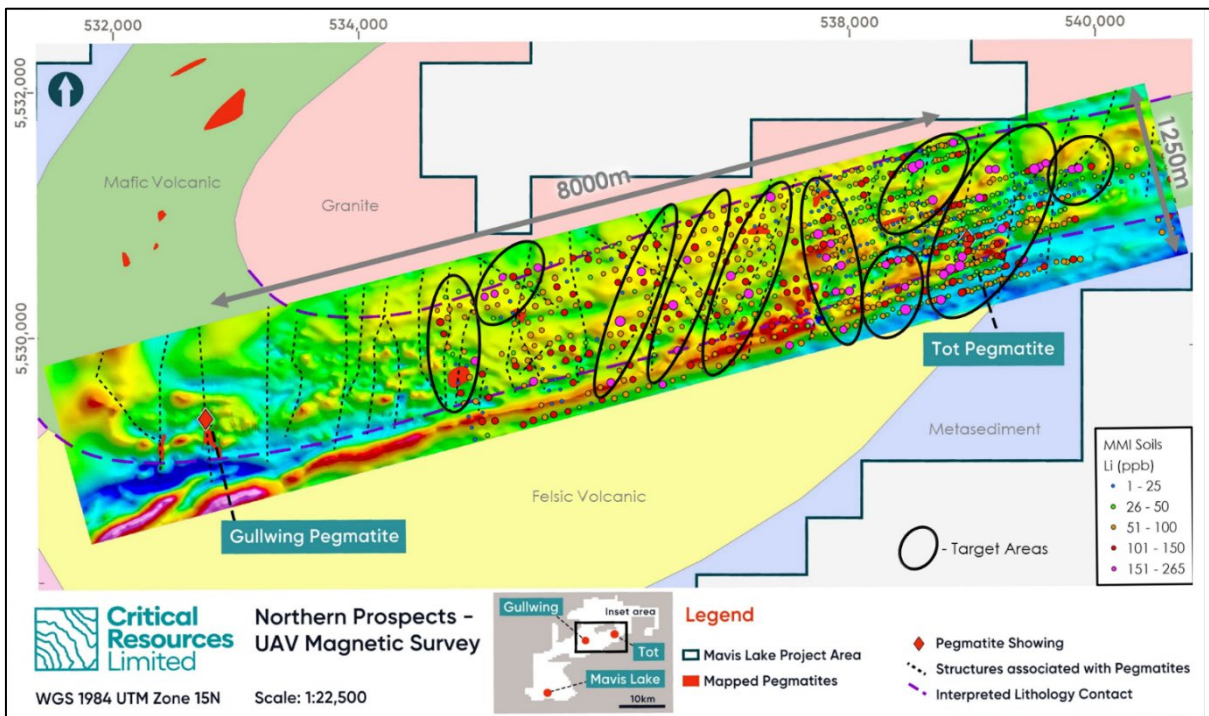 532,000
534,000
538,000
540,000
5,532,000
5,530,000
Mafic Volcanic
Granite
8000m
1250m
Tot Pegmatite
Metasediment
Felsic Volcanic
Gullwing Pegmatite
- Target Areas
MMI Soils
Li (ppb)
1 - 25
26 - 50
51 - 100
101 - 150
151 - 265
Critical
Resources
Limited
WGS 1984 UTM Zone 15N
Northern Prospects -
UAV Magnetic Survey
Scale: 1:22,500
Gullwing
Inset area
Tot
Mavis Lake
10km
Legend
Mavis Lake Project Area
Mapped Pegmatites
Pegmatite Showing
Structures associated with Pegmatites
Interpreted Lithology Contact